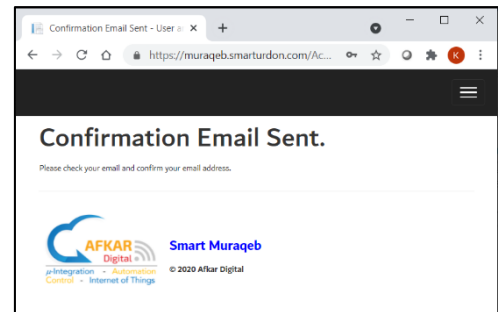 Confirmation Email Sent - User a
https://muraqeb.smarturdon.com/Ac...
K
Confirmation Email Sent.
Please check your email and confirm your email address.
AFKAR
Digital
µ-Integration - Automation
Control - Internet of Things
Smart Muraqeb
© 2020 Afkar Digital